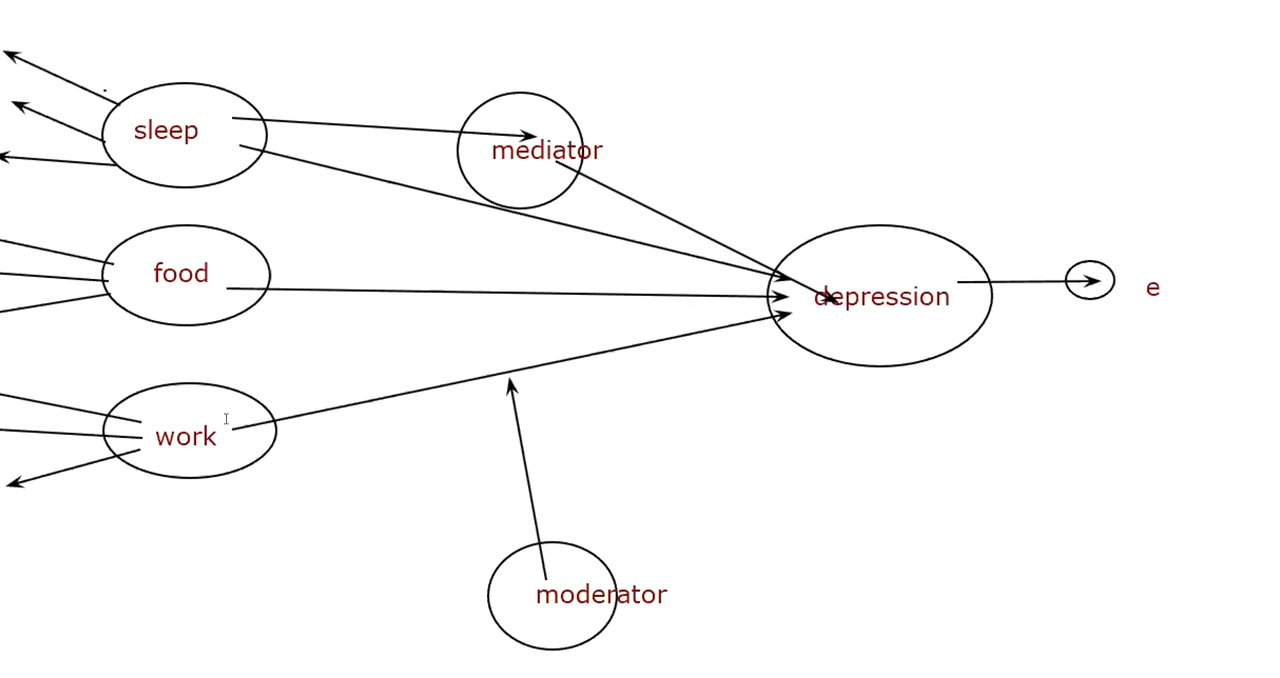 sleep
mediator
food
depression
e
work
moderator